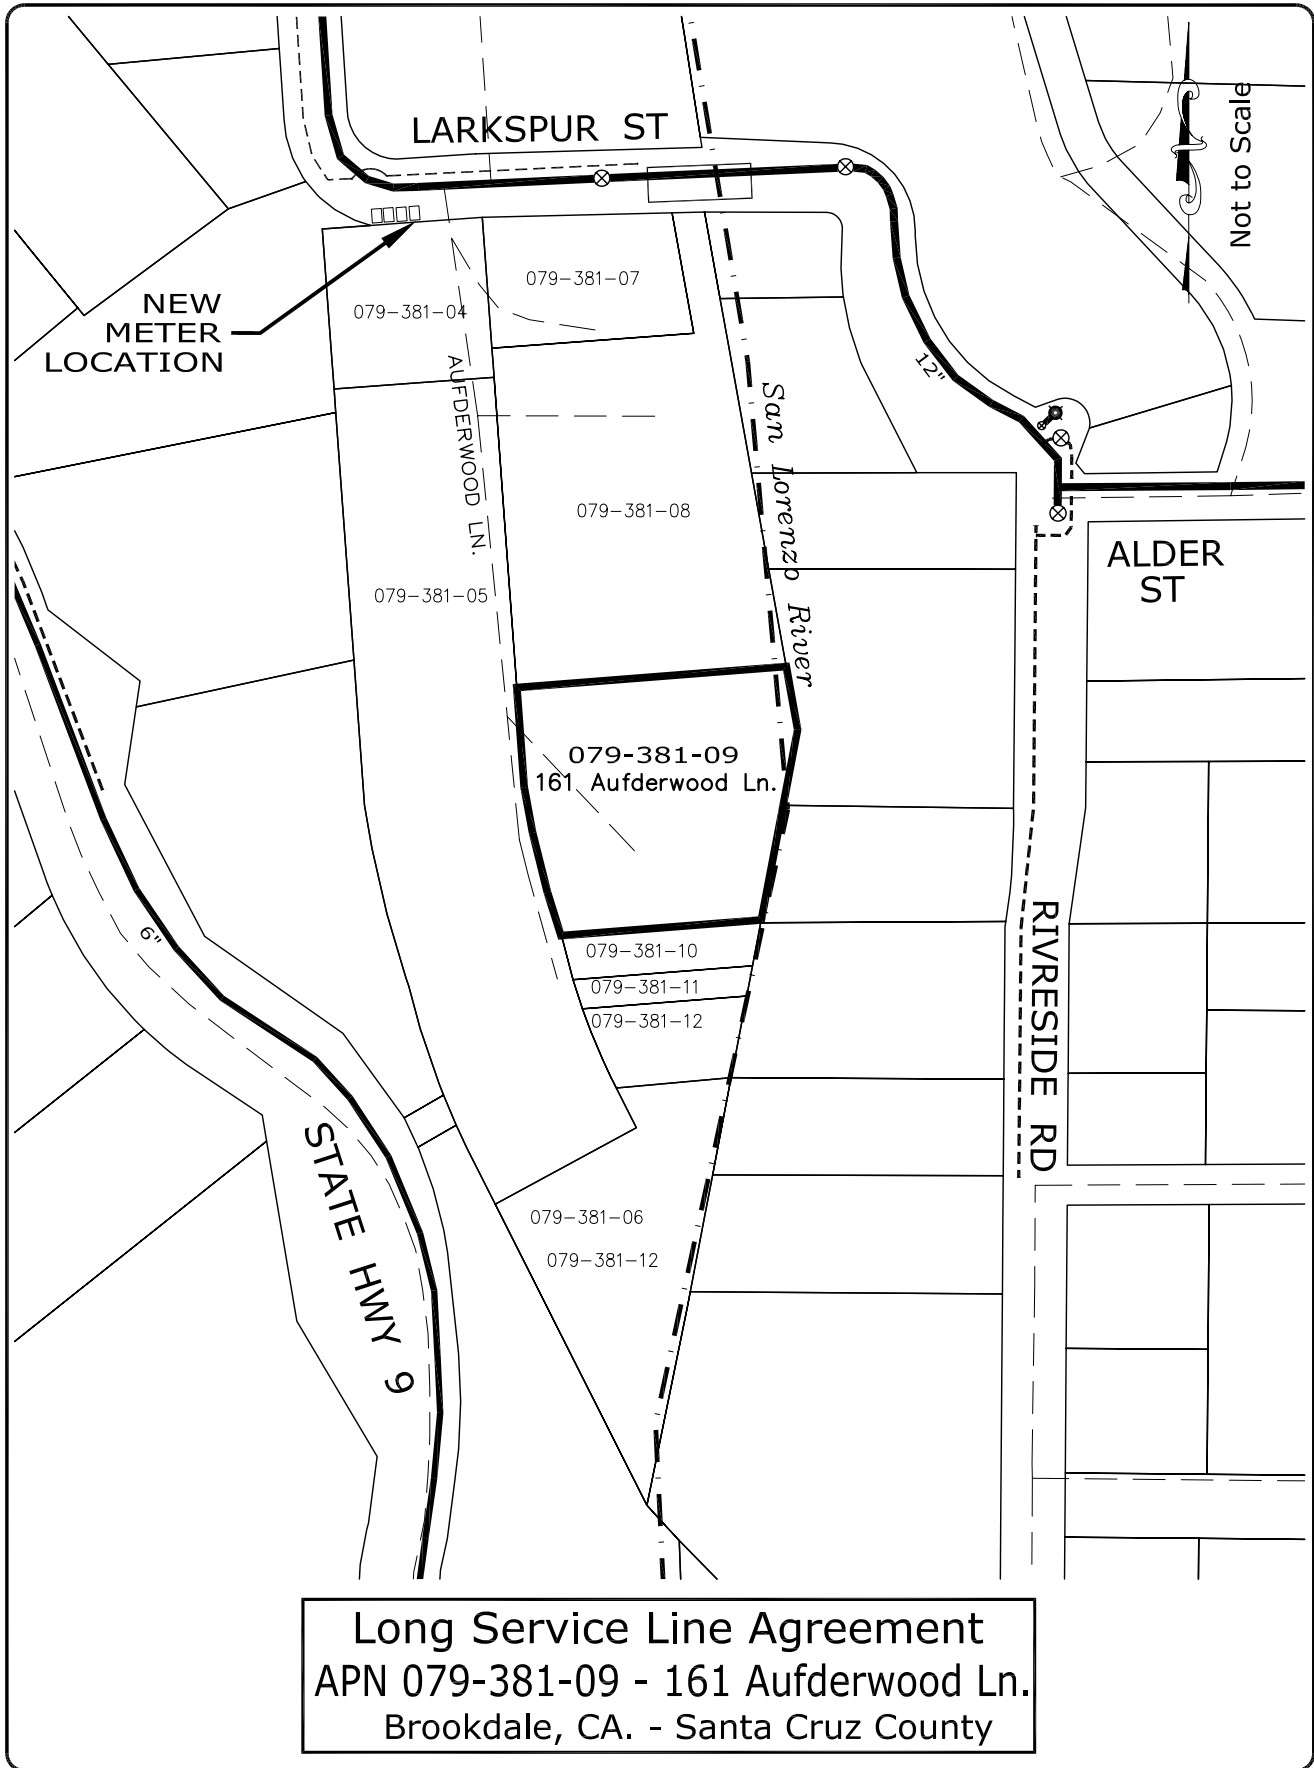 LARKSPUR ST
Not to Scale
NEW
METER
LOCATION
079-381-07
079-381-04
12"
AUFDERWOOD LN.
San Lorenzo River
079-381-08
079-381-05
ALDER
ST
079-381-09
161 Aufderwood Ln.
6"
079-381-10
079-381-11
079-381-12
RIVRESIDE RD
STATE HWY 9
079-381-06
079-381-12
Long Service Line Agreement
APN 079-381-09 - 161 Aufderwood Ln.
Brookdale, CA. - Santa Cruz County